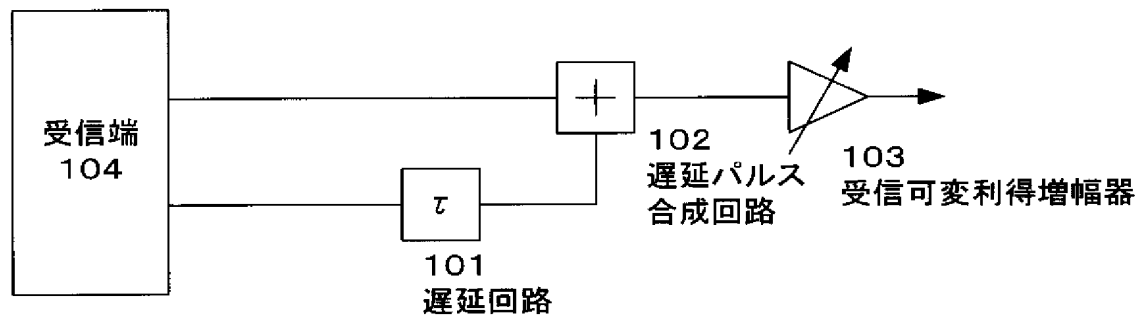 受信端
104
+
τ
101
遅延回路
102
遅延パルス
合成回路
103
受信可変利得増幅器